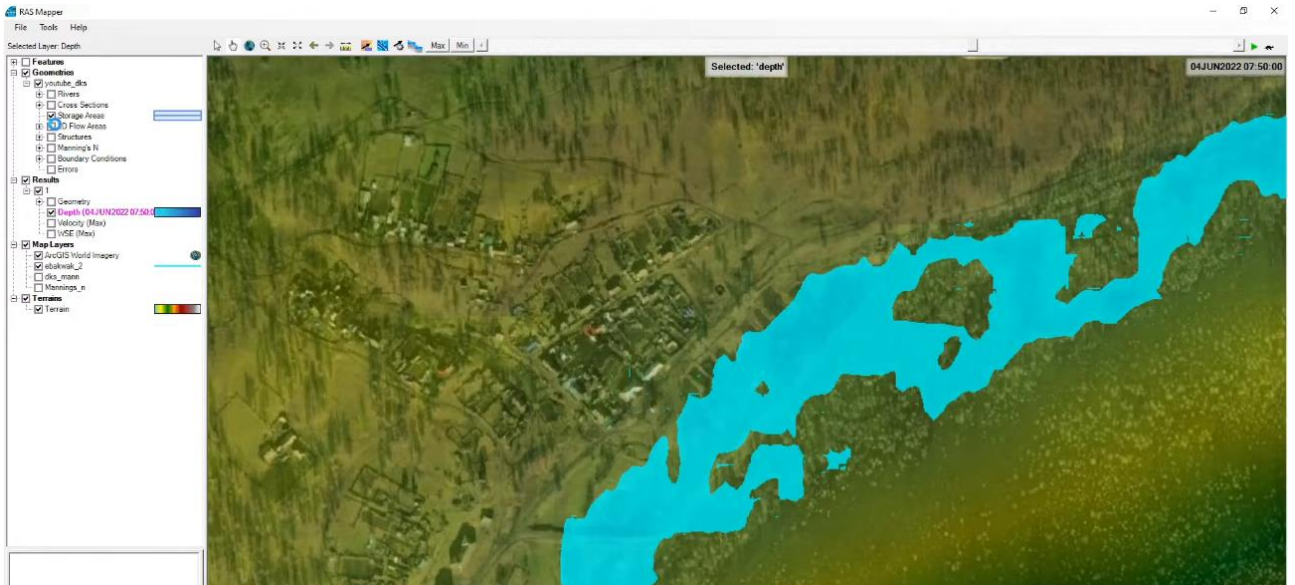 RAS Mapper
File Tools Help
Selected Layer: Depth
Max Min
Features
Geometries
youtube_dks
Rivers
Cross Sections
Storage Areas
D Flow Areas
Structures
Manning's N
Boundary Conditions
Errors
Results
1
Geometry
Depth (04JUN2022 07:50:0
Velocity (Max)
WSE (Max)
Map Layers
ArcGIS World Imagery
ebakwak_2
dks_mann
Mannings_n
Terrains
Terrain
Selected: 'depth'
04JUN2022 07:50:00